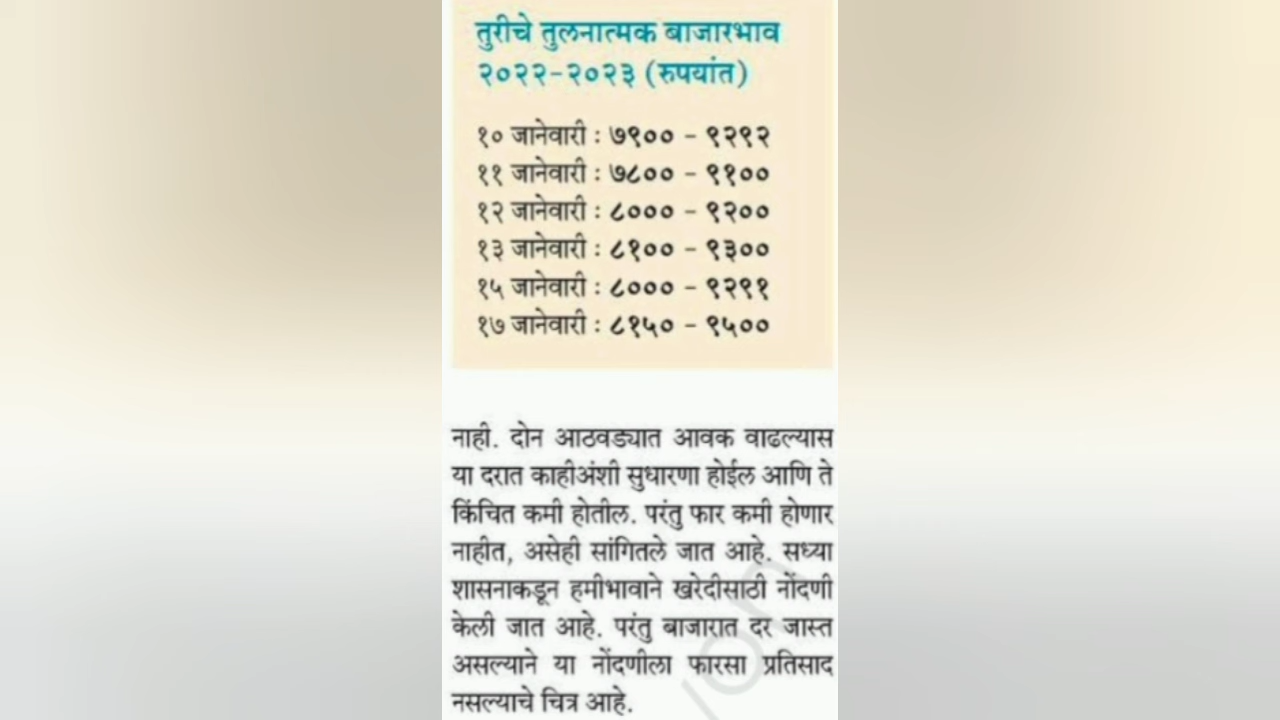 तुरीचे तुलनात्मक बाजारभाव
२०२२-२०२३ (रुपयांत)
१० जानेवारी : ७९०० - ९२९२
११ जानेवारी : ७८०० - ९१००
१२ जानेवारी : ८००० - ९२००
१३ जानेवारी : ८१०० - ९३००
१५ जानेवारी : ८००० - ९२९१
१७ जानेवारी : ८१५० - ९५००
नाही. दोन आठवड्यात आवक वाढल्यास
या दरात काहीअंशी सुधारणा होईल आणि ते
किंचित कमी होतील. परंतु फार कमी होणार
नाहीत, असेही सांगितले जात आहे. सध्या
शासनाकडून हमीभावाने खरेदीसाठी नोंदणी
केली जात आहे. परंतु बाजारात दर जास्त
असल्याने या नोंदणीला फारसा प्रतिसाद
नसल्याचे चित्र आहे.